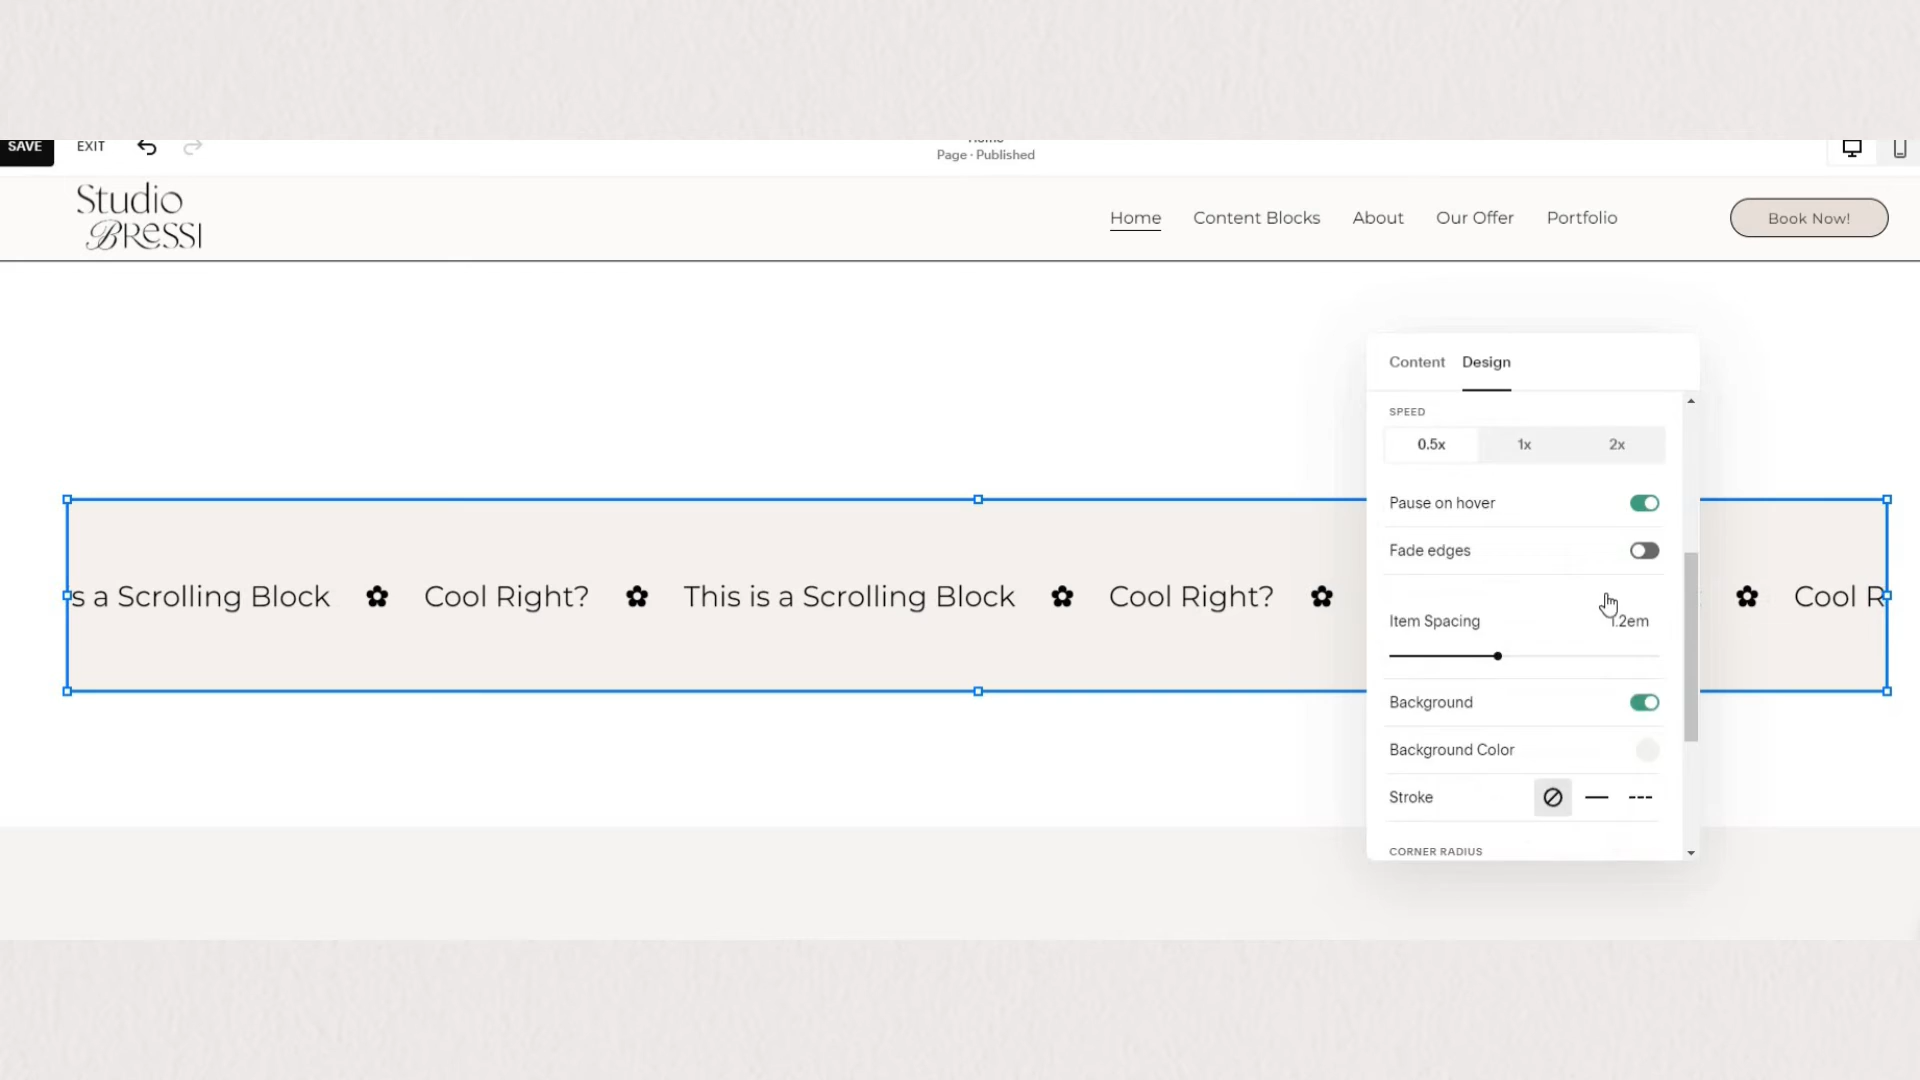 SAVE EXIT
Home
Page · Published
Studio
BRESSI
Home Content Blocks About Our Offer Portfolio Book Now!
Content Design
SPEED
0.5x 1x 2x
Pause on hover
Fade edges
s a Scrolling Block ✿ Cool Right? ✿ This is a Scrolling Block ✿ Cool Right? ✿ ✿ Cool R
Item Spacing 1.2em
Background
Background Color
Stroke
CORNER RADIUS